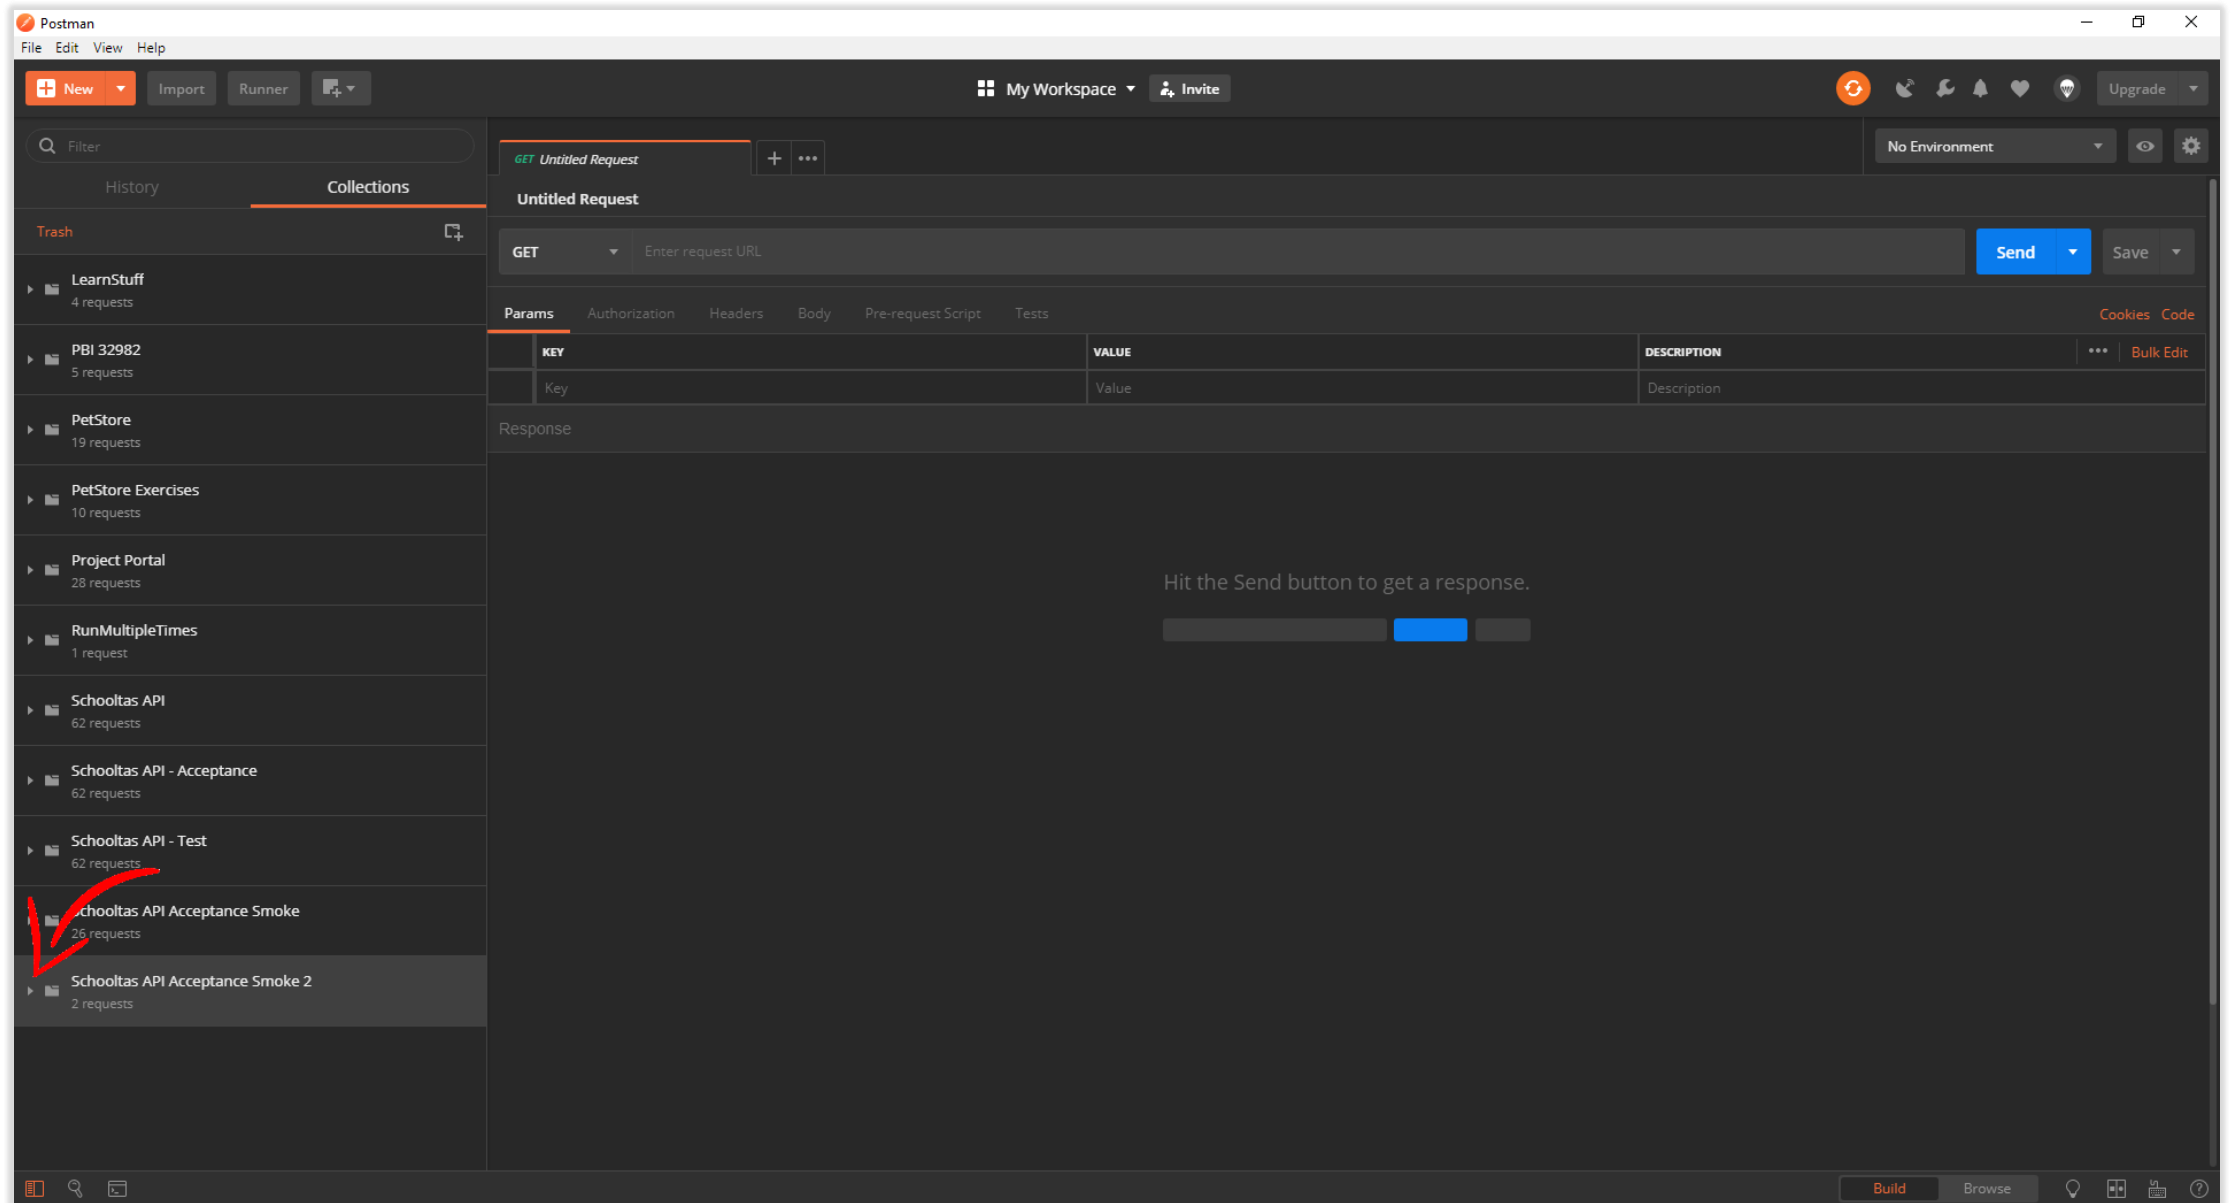 Postman
File Edit View Help
New Import Runner My Workspace Invite Upgrade
Filter
History Collections
Trash
LearnStuff
4 requests
PBI 32982
5 requests
PetStore
19 requests
PetStore Exercises
10 requests
Project Portal
28 requests
RunMultipleTimes
1 request
Schooltas API
62 requests
Schooltas API - Acceptance
62 requests
Schooltas API - Test
62 requests
Schooltas API Acceptance Smoke
26 requests
Schooltas API Acceptance Smoke 2
2 requests
GET Untitled Request
No Environment
Untitled Request
GET Enter request URL Send Save
Params Authorization Headers Body Pre-request Script Tests Cookies Code
KEY VALUE DESCRIPTION Bulk Edit
Key Value Description
Response
Hit the Send button to get a response.
Build Browse